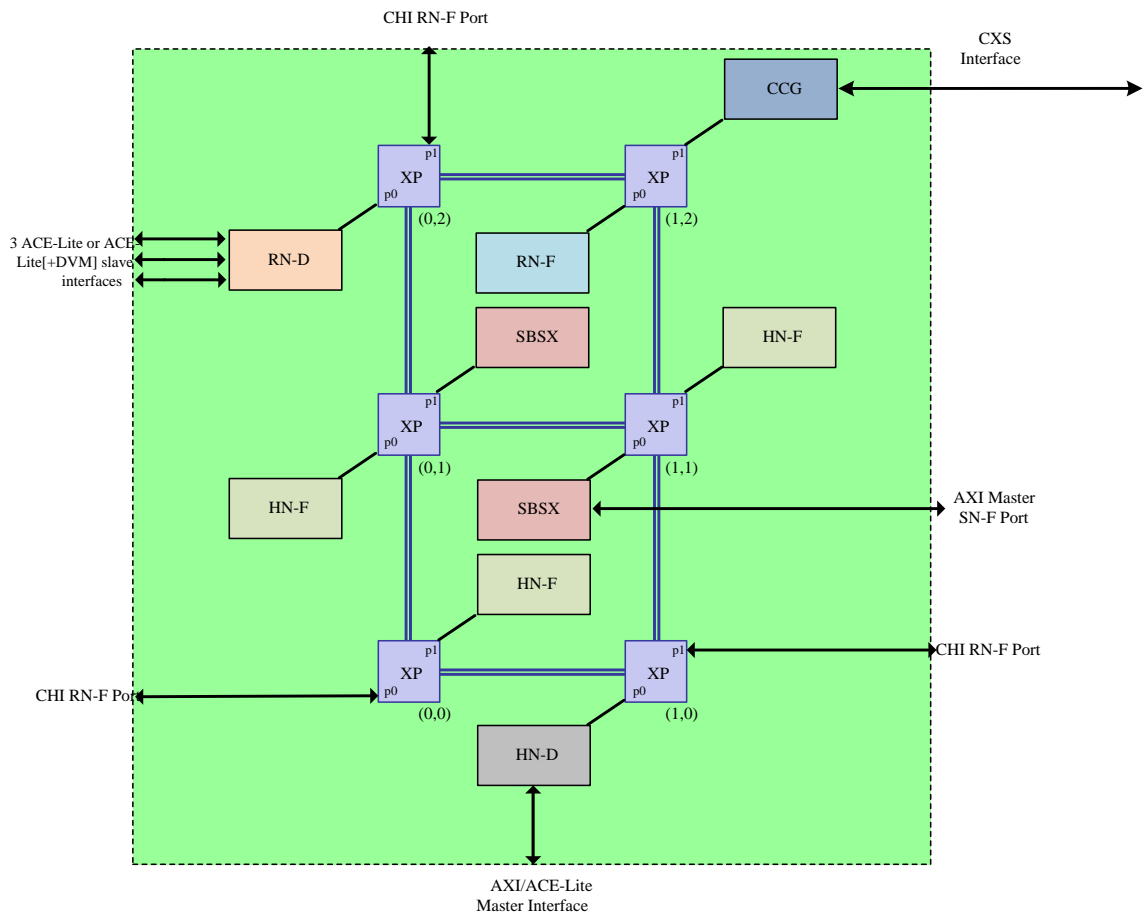 CHI RN-F Port
CXS
Interface
CCG
p1
XP
p0
(0,2)
p1
XP
p0
(1,2)
3 ACE-Lite or ACE-
Lite[+DVM] slave
interfaces
RN-D
RN-F
SBSX
HN-F
p1
XP
p0
(0,1)
p1
XP
p0
(1,1)
HN-F
SBSX
AXI Master
SN-F Port
HN-F
p1
XP
p0
(0,0)
p1
XP
p0
(1,0)
CHI RN-F Port
CHI RN-F Port
HN-D
AXI/ACE-Lite
Master Interface